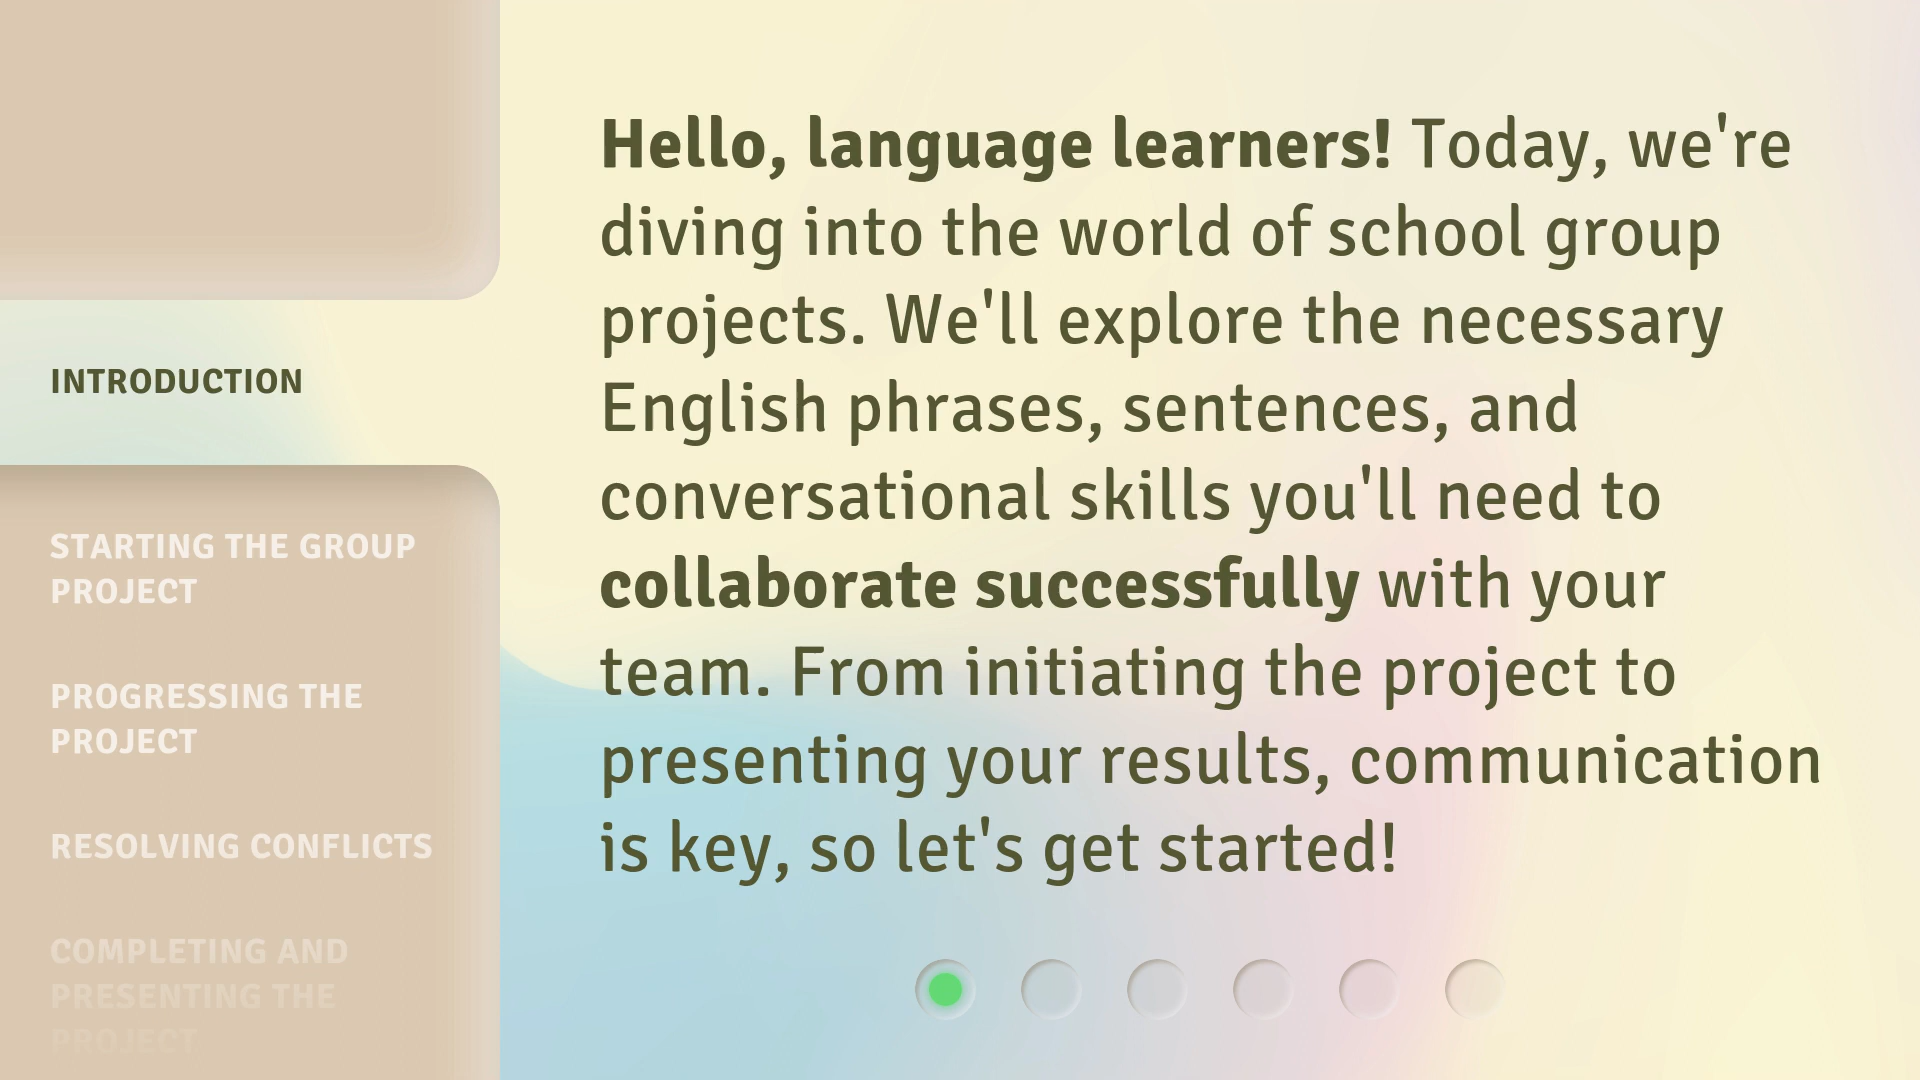 INTRODUCTION
STARTING THE GROUP
PROJECT
PROGRESSING THE
PROJECT
RESOLVING CONFLICTS
COMPLETING AND
PRESENTING THE
PROJECT
Hello, language learners! Today, we're
diving into the world of school group
projects. We'll explore the necessary
English phrases, sentences, and
conversational skills you'll need to
collaborate successfully with your
team. From initiating the project to
presenting your results, communication
is key, so let's get started!